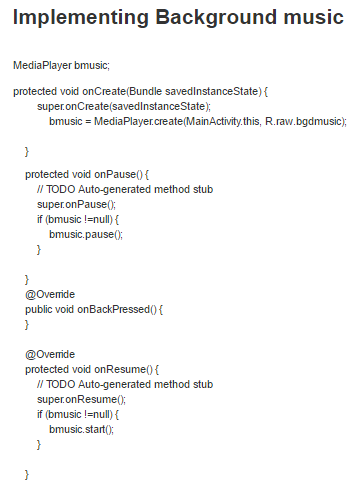 Implementing Background music
MediaPlayer bmusic;
protected void onCreate(Bundle savedInstanceState) {
super.onCreate(savedInstanceState);
bmusic = MediaPlayer.create(MainActivity.this, R.raw.bgdmusic);
}
protected void onPause() {
// TODO Auto-generated method stub
super.onPause();
if (bmusic !=null) {
bmusic.pause();
}
}
@Override
public void onBackPressed() {
}
@Override
protected void onResume() {
// TODO Auto-generated method stub
super.onResume();
if (bmusic !=null) {
bmusic.start();
}
}